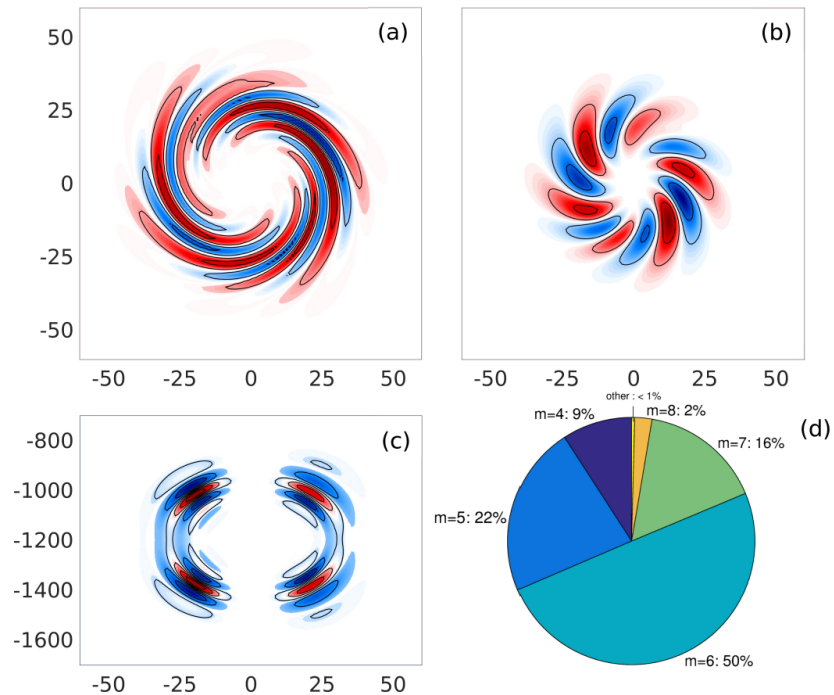 (a)
50
25
0
-25
-50
-50 -25 0 25 50
(b)
-50 -25 0 25 50
(c)
-800
-1000
-1200
-1400
-1600
-50 -25 0 25 50
(d)
other : < 1%
m=4: 9%
m=8: 2%
m=7: 16%
m=5: 22%
m=6: 50%